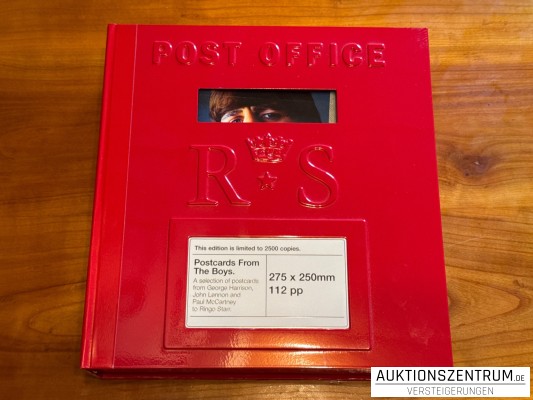 POST OFFICE
R S
This edition is limited to 2500 copies.
Postcards From
The Boys.
A selection of postcards
from George Harrison,
John Lennon and
Paul McCartney
to Ringo Starr.
275 x 250mm
112 pp
AUKTIONSZENTRUM.DE
VERSTEIGERUNGEN